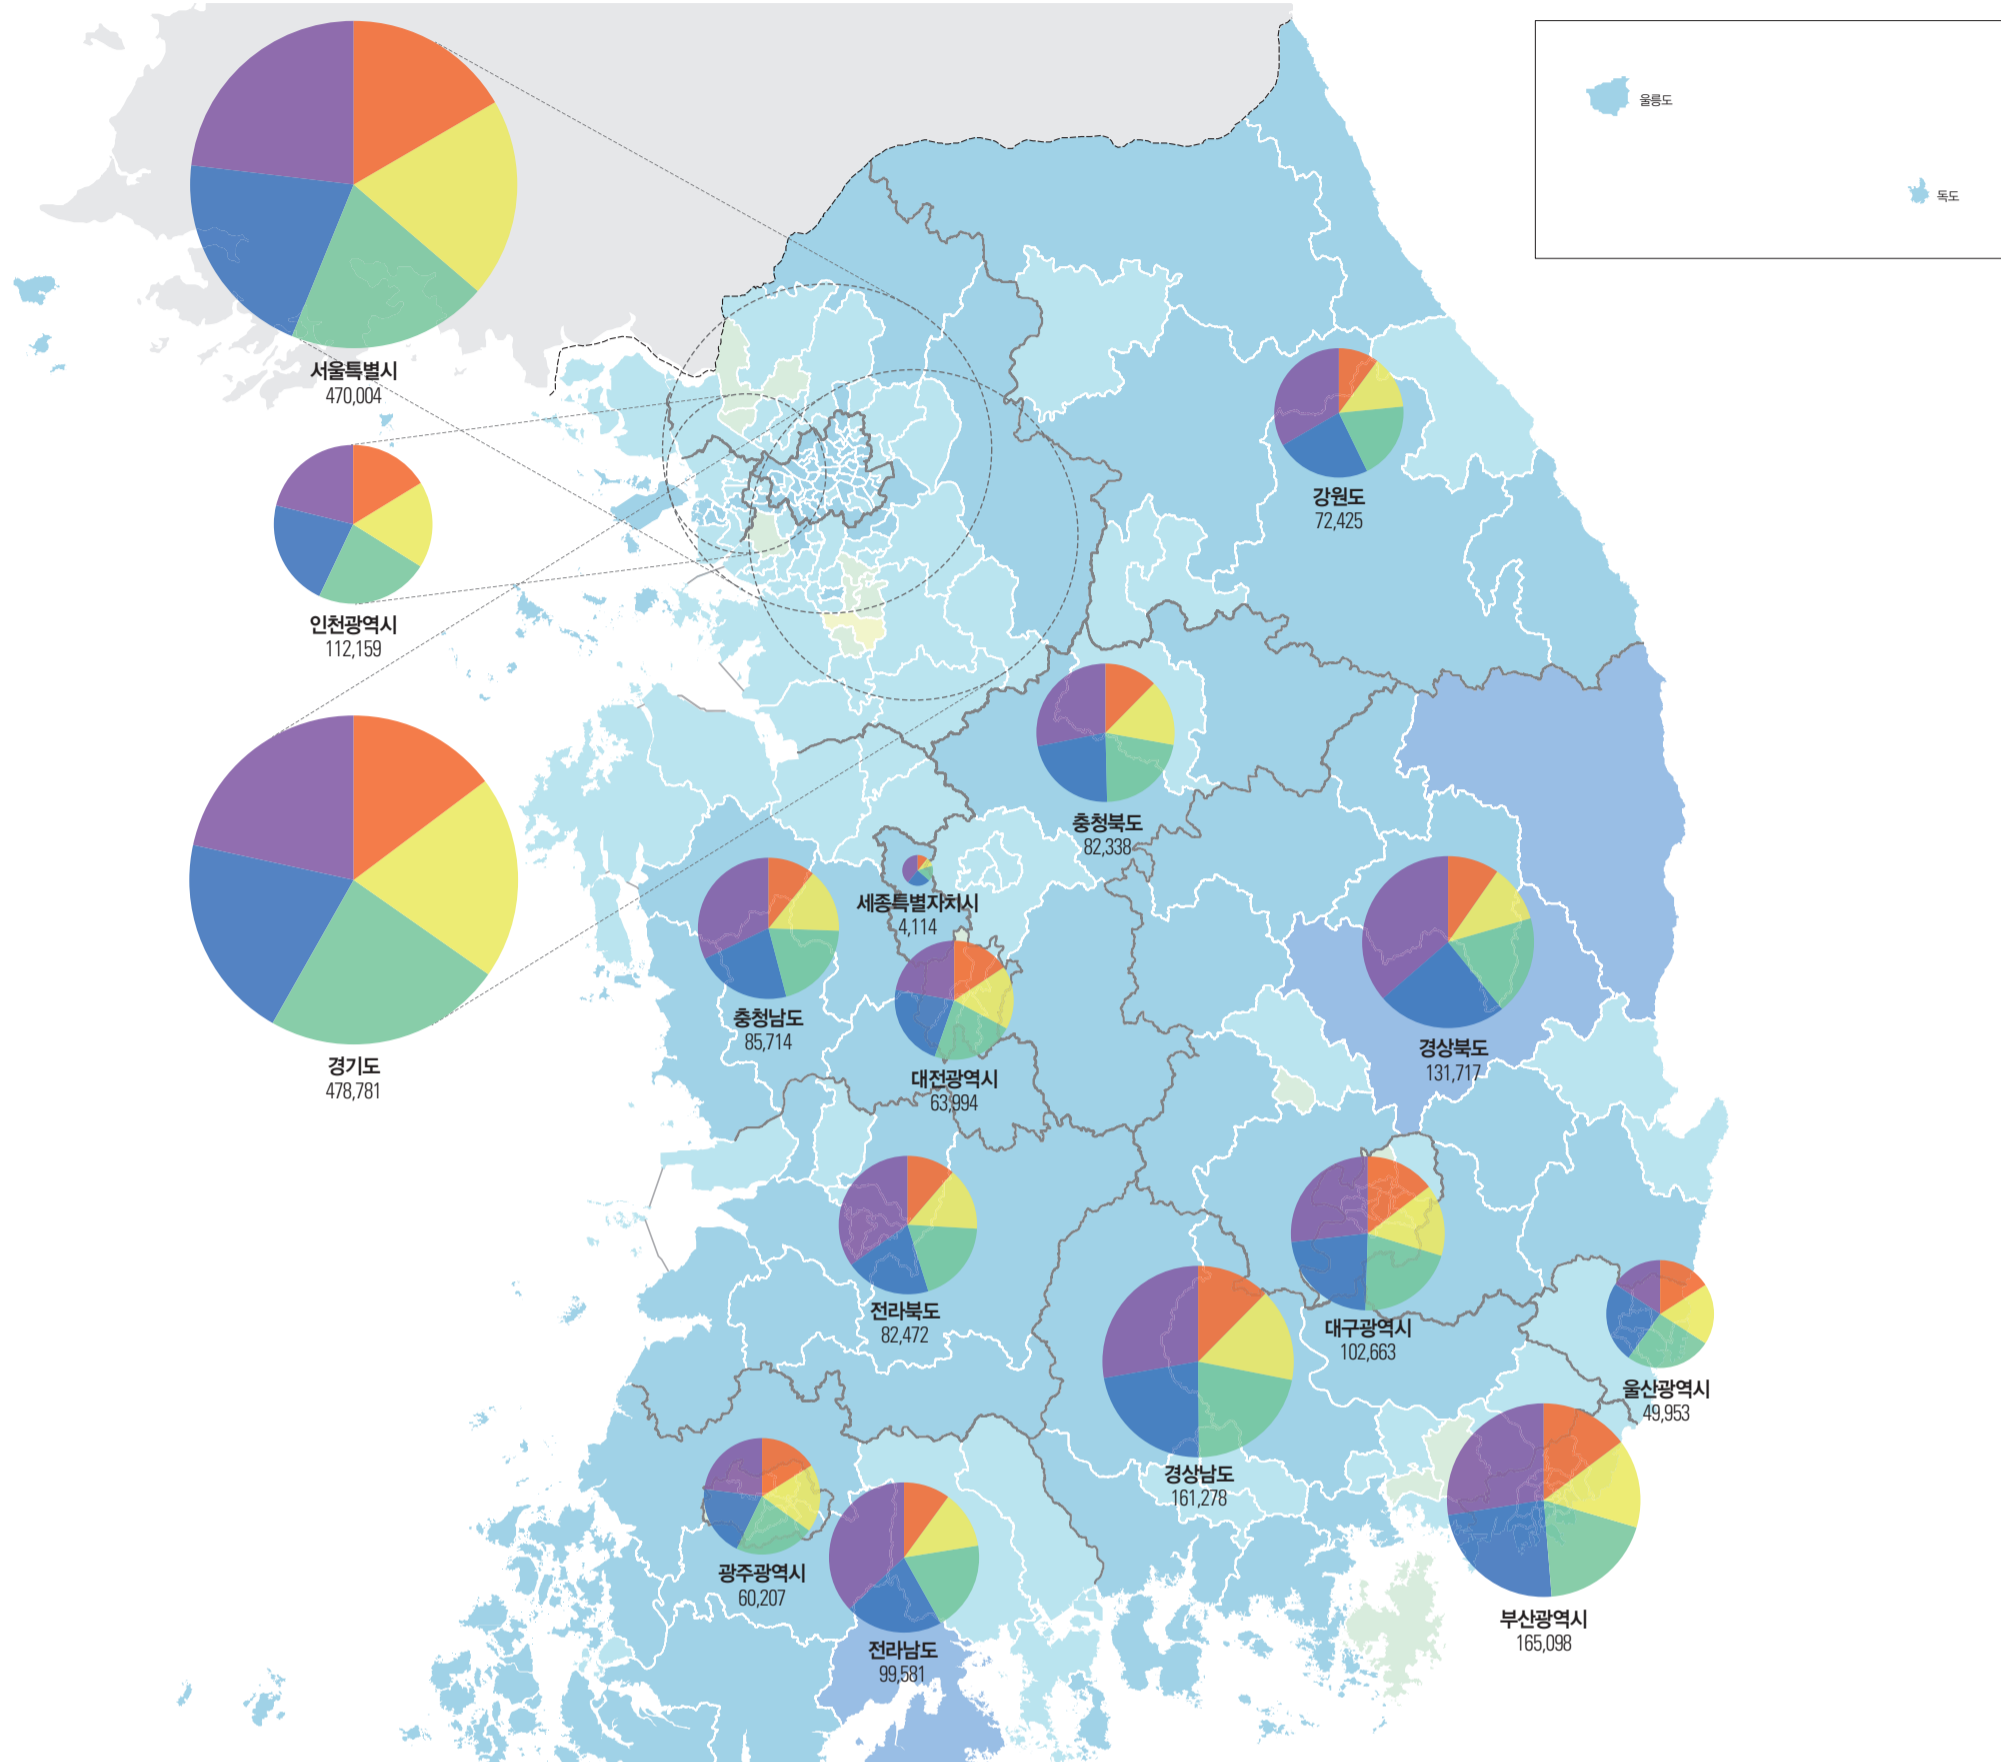 울릉도
독도
서울특별시
470,004
강원도
72,425
인천광역시
112,159
충청북도
82,338
세종특별자치시
4,114
충청남도
85,714
대전광역시
63,994
경상북도
131,717
경기도
478,781
전라북도
82,472
대구광역시
102,663
울산광역시
49,953
경상남도
161,278
광주광역시
60,207
부산광역시
165,098
전라남도
99,581